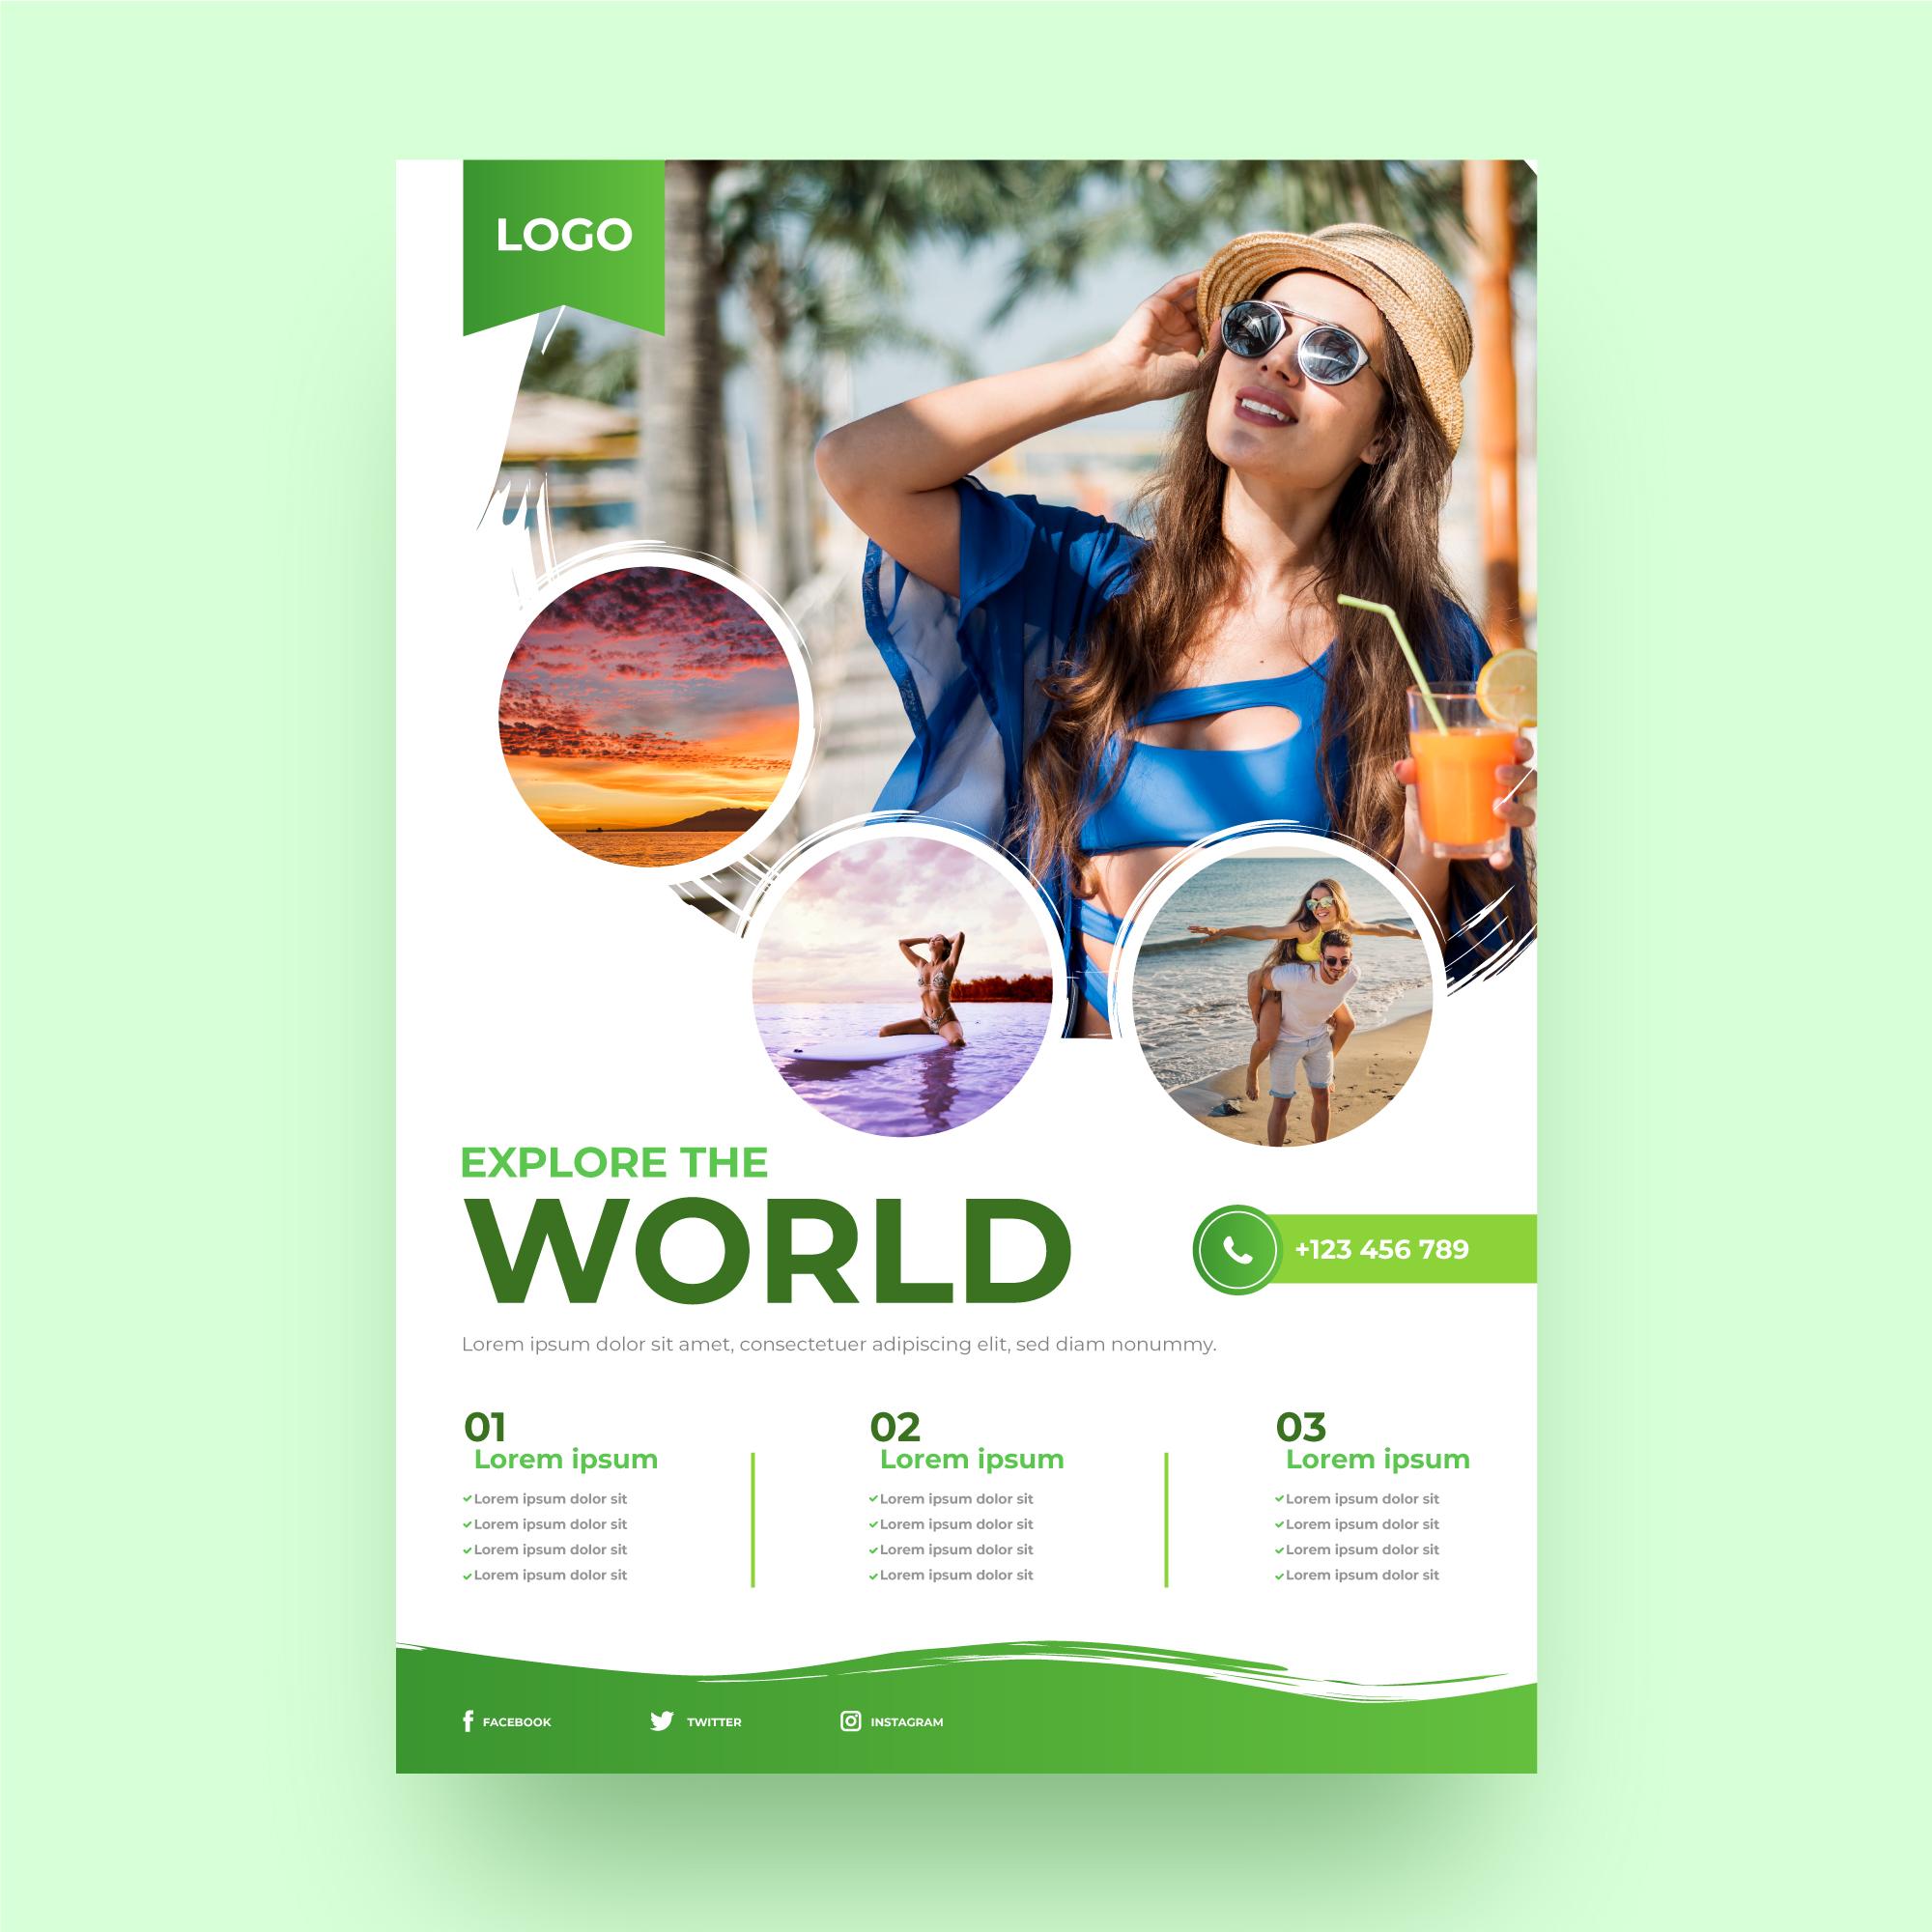 LOGO
EXPLORE THE
WORLD
+123 456 789
Lorem ipsum dolor sit amet, consectetuer adipiscing elit, sed diam nonummy.
01
Lorem ipsum
Lorem ipsum dolor sit
Lorem ipsum dolor sit
Lorem ipsum dolor sit
Lorem ipsum dolor sit
02
Lorem ipsum
Lorem ipsum dolor sit
Lorem ipsum dolor sit
Lorem ipsum dolor sit
Lorem ipsum dolor sit
03
Lorem ipsum
Lorem ipsum dolor sit
Lorem ipsum dolor sit
Lorem ipsum dolor sit
Lorem ipsum dolor sit
FACEBOOK
TWITTER
INSTAGRAM